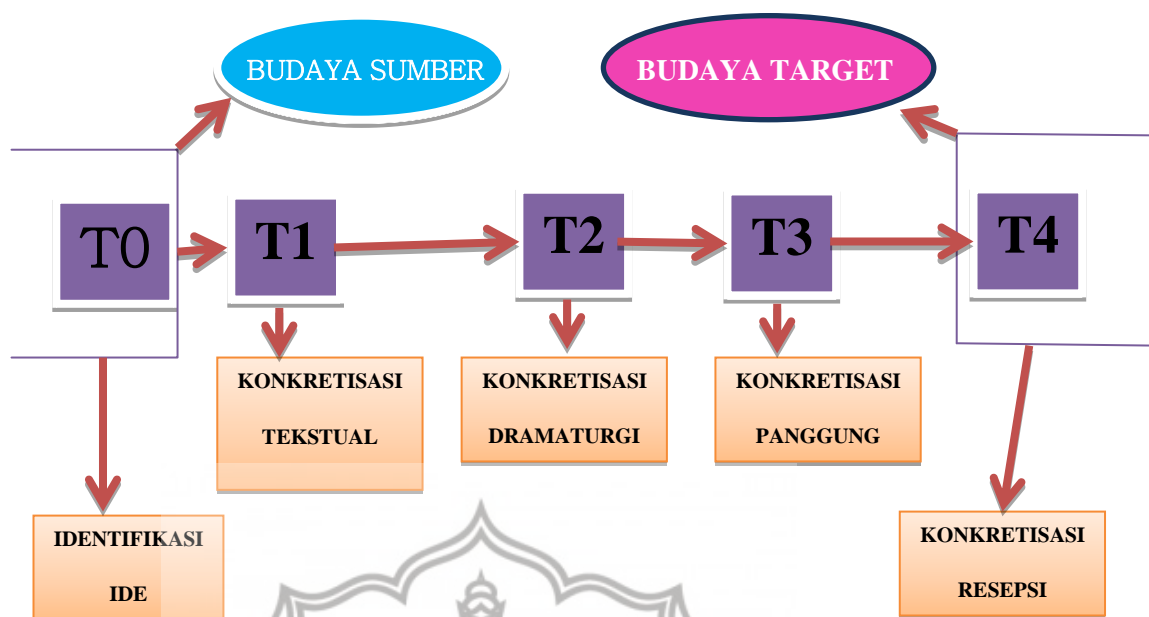 BUDAYA SUMBER
BUDAYA TARGET
T0
T1
T2
T3
T4
KONKRETISASI
TEKSTUAL
KONKRETISASI
DRAMATURGI
KONKRETISASI
PANGGUNG
IDENTIFIKASI
IDE
KONKRETISASI
RESEPSI